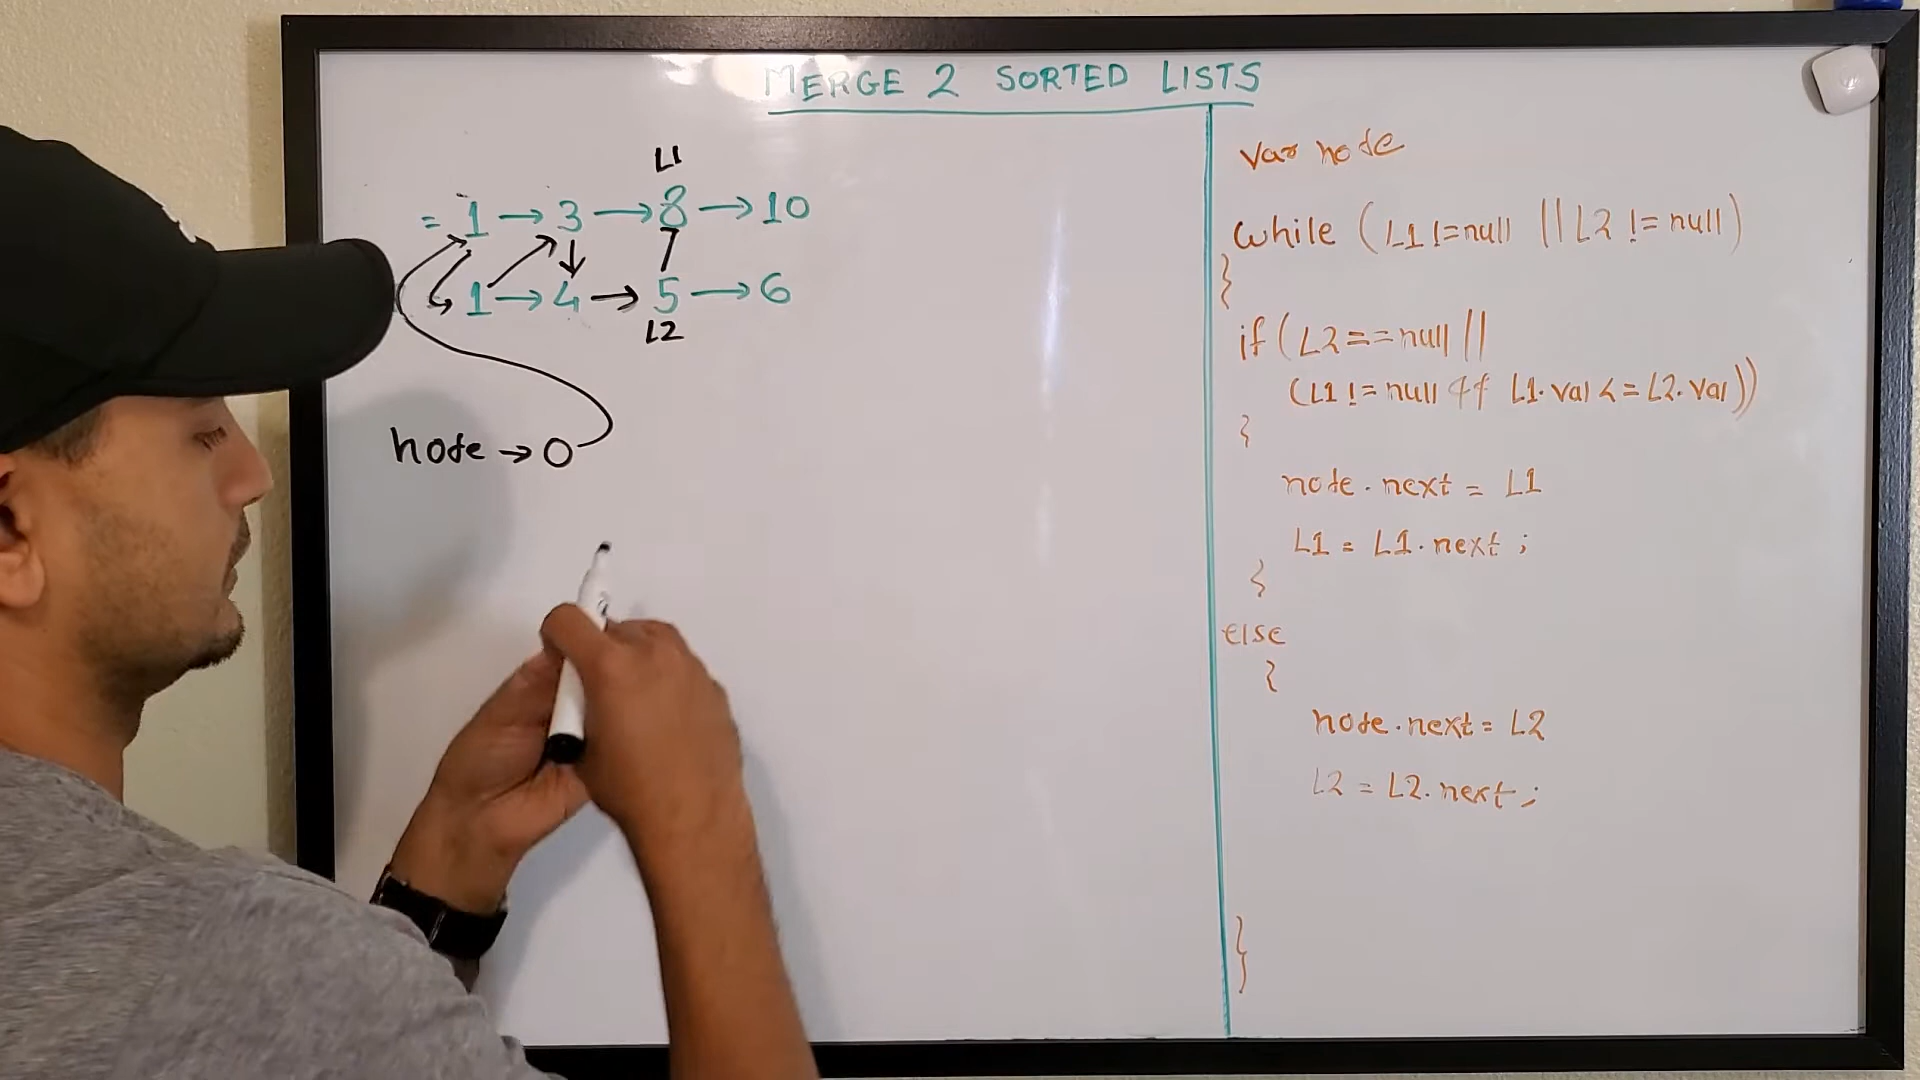 MERGE 2 SORTED LISTS
L1
= 1 → 3 → 8 → 10
1 → 4 → 5 → 6
L2
node → O
var node
while (L1 != null || L2 != null)
{
if (L2 == null ||
(L1 != null && L1.val <= L2.val))
{
node.next = L1
L1 = L1.next ;
}
else
{
node.next = L2
L2 = L2.next ;
}